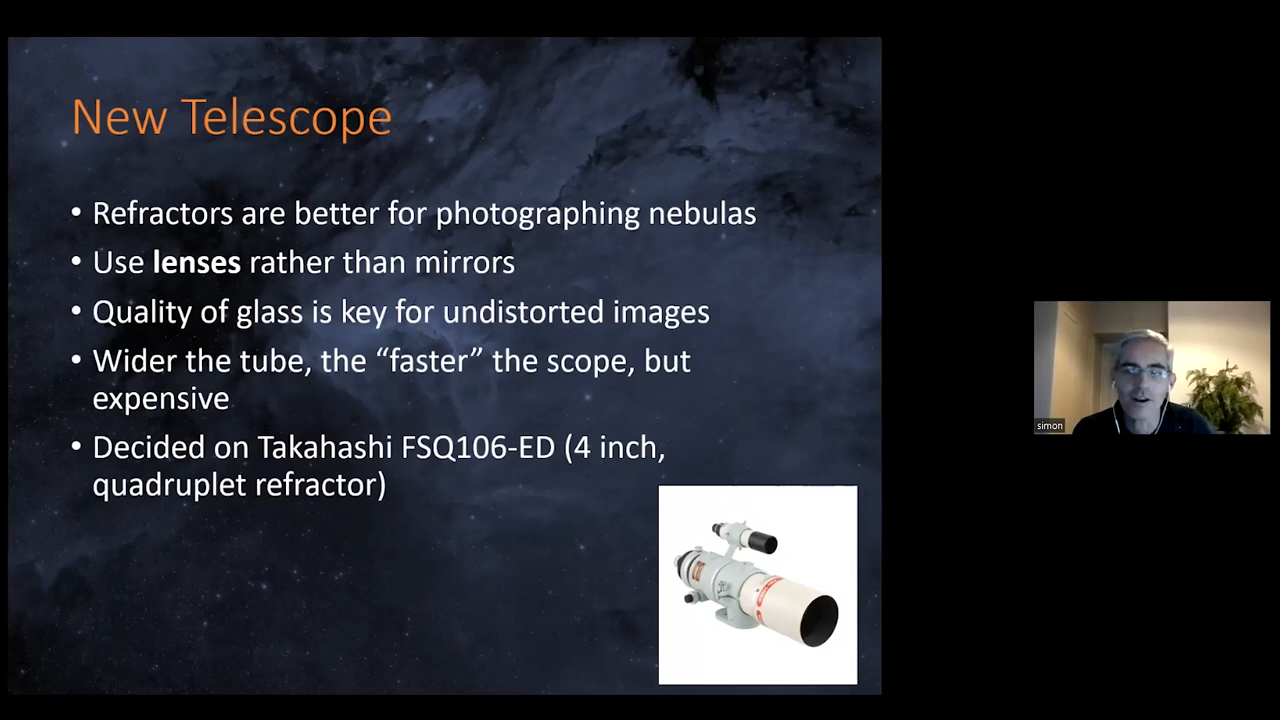 New Telescope
• Refractors are better for photographing nebulas
• Use lenses rather than mirrors
• Quality of glass is key for undistorted images
• Wider the tube, the “faster” the scope, but
expensive
• Decided on Takahashi FSQ106-ED (4 inch,
quadruplet refractor)
simon